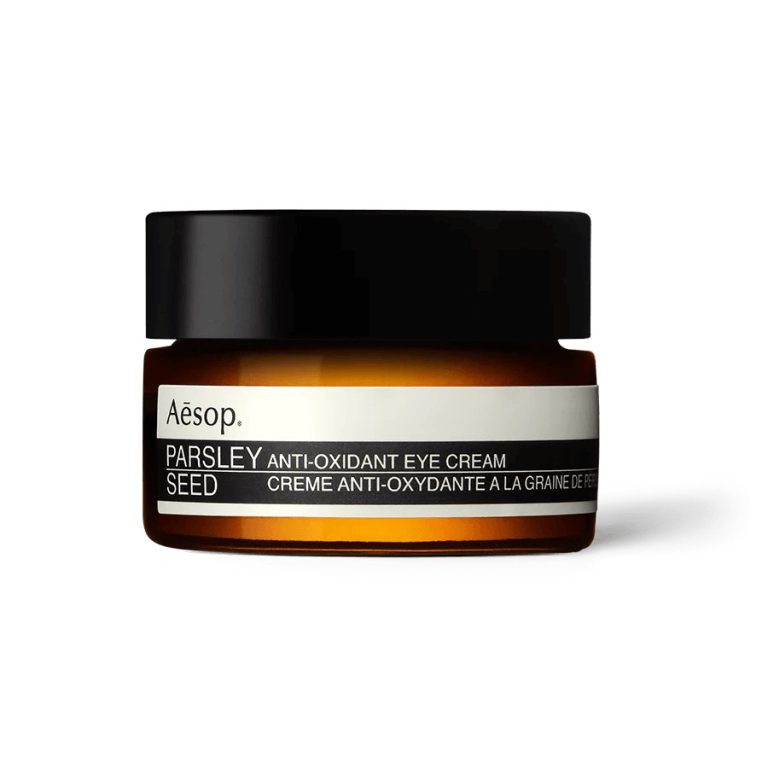 Aēsop®
PARSLEY SEED
ANTI-OXIDANT EYE CREAM
CREME ANTI-OXYDANTE A LA GRAINE DE